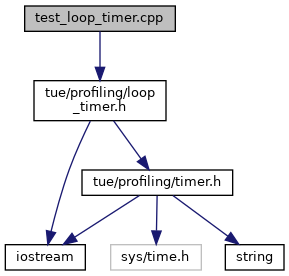 test_loop_timer.cpp
tue/profiling/loop
_timer.h
tue/profiling/timer.h
iostream
sys/time.h
string